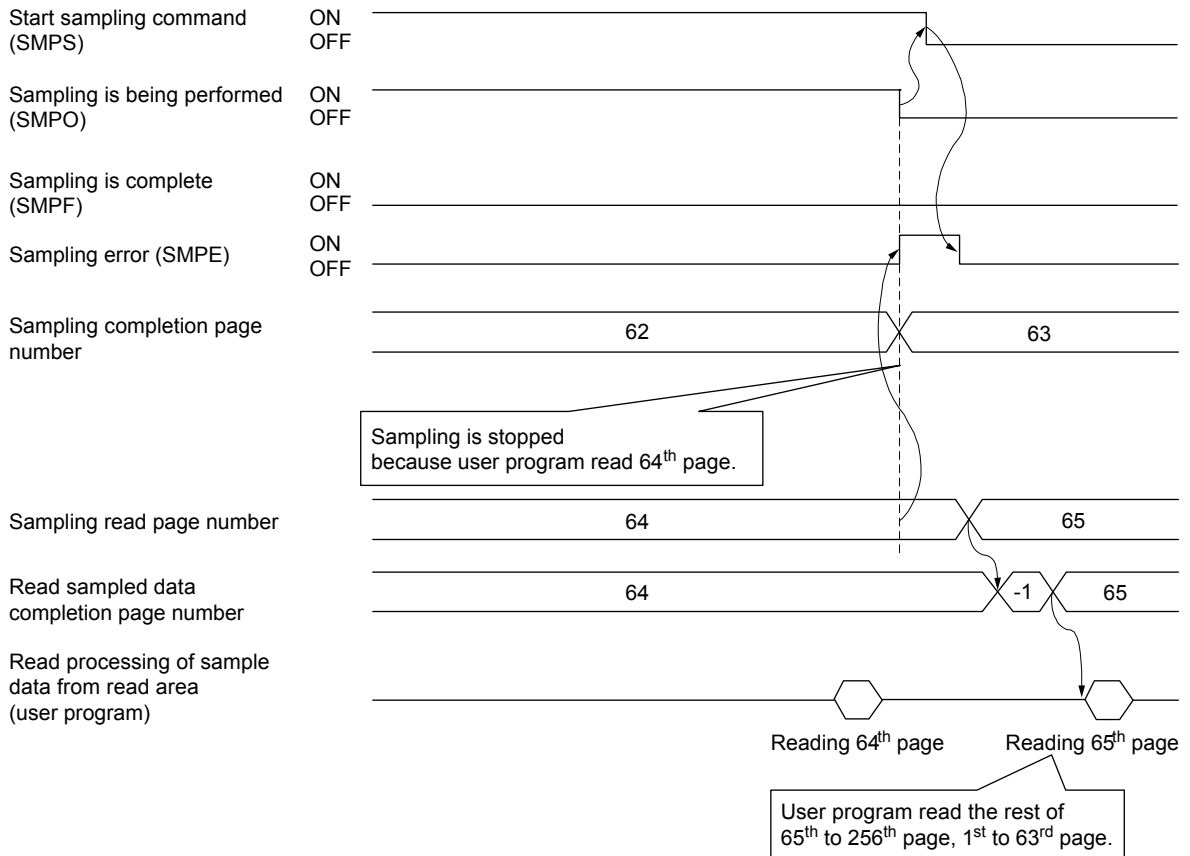 Start sampling command
(SMPS)
ON
OFF
Sampling is being performed
(SMPO)
ON
OFF
Sampling is complete
(SMPF)
ON
OFF
Sampling error (SMPE)
ON
OFF
Sampling completion page
number
62
63
Sampling is stopped
because user program read 64th page.
Sampling read page number
64
65
Read sampled data
completion page number
64
-1
65
Read processing of sample
data from read area
(user program)
Reading 64th page
Reading 65th page
User program read the rest of
65th to 256th page, 1st to 63rd page.